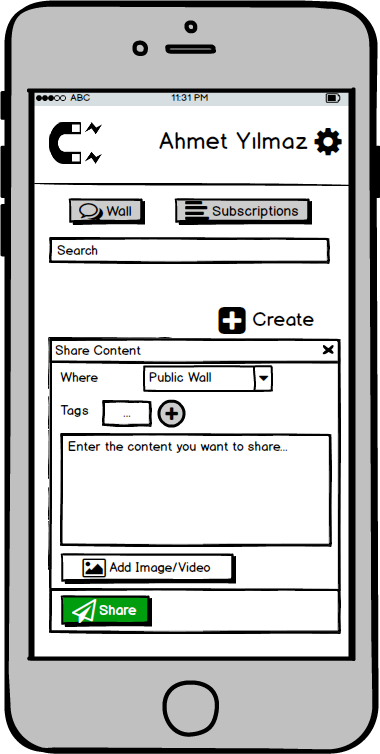 ABC 11:31 PM
Ahmet Yılmaz
Wall Subscriptions
Search
Create
Share Content
Where Public Wall
Tags ...
Enter the content you want to share...
Add Image/Video
Share